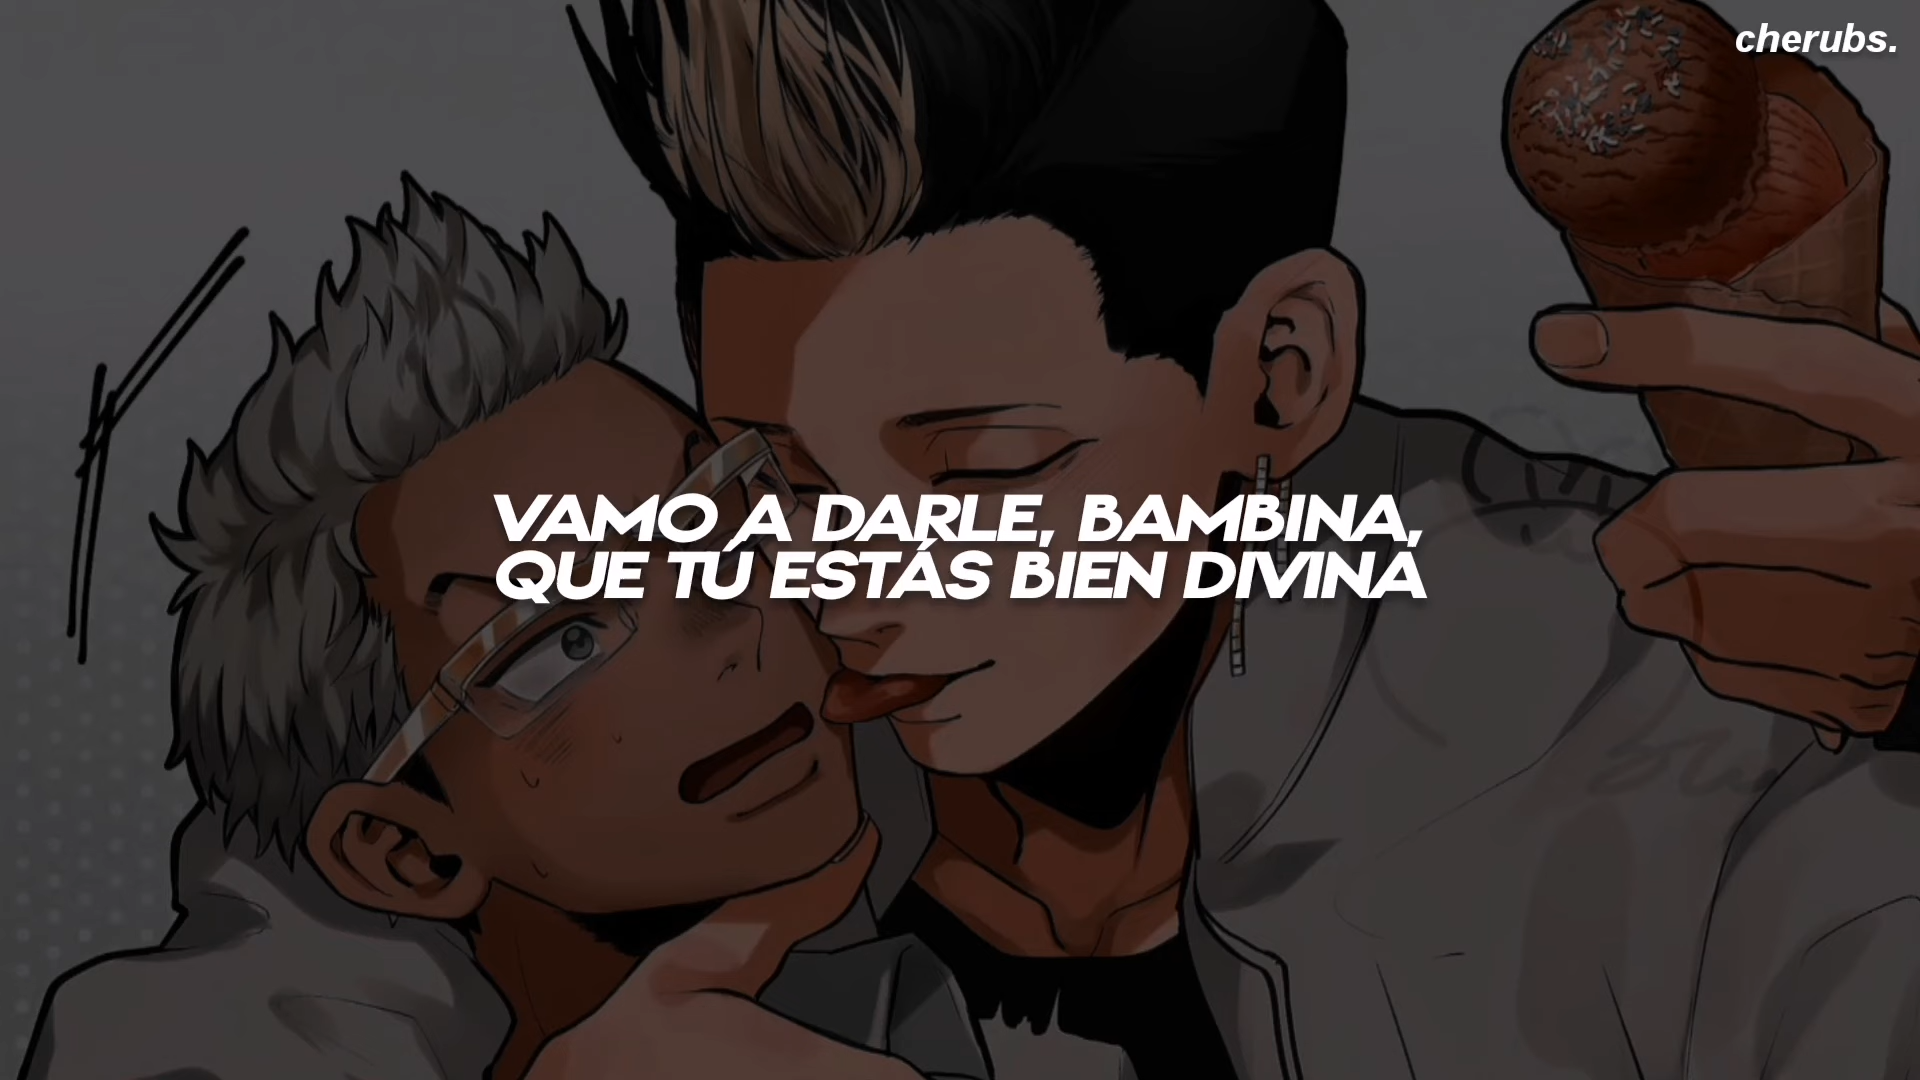 cherubs.
VAMO A DARLE, BAMBINA,
QUE TÚ ESTÁS BIEN DIVINA